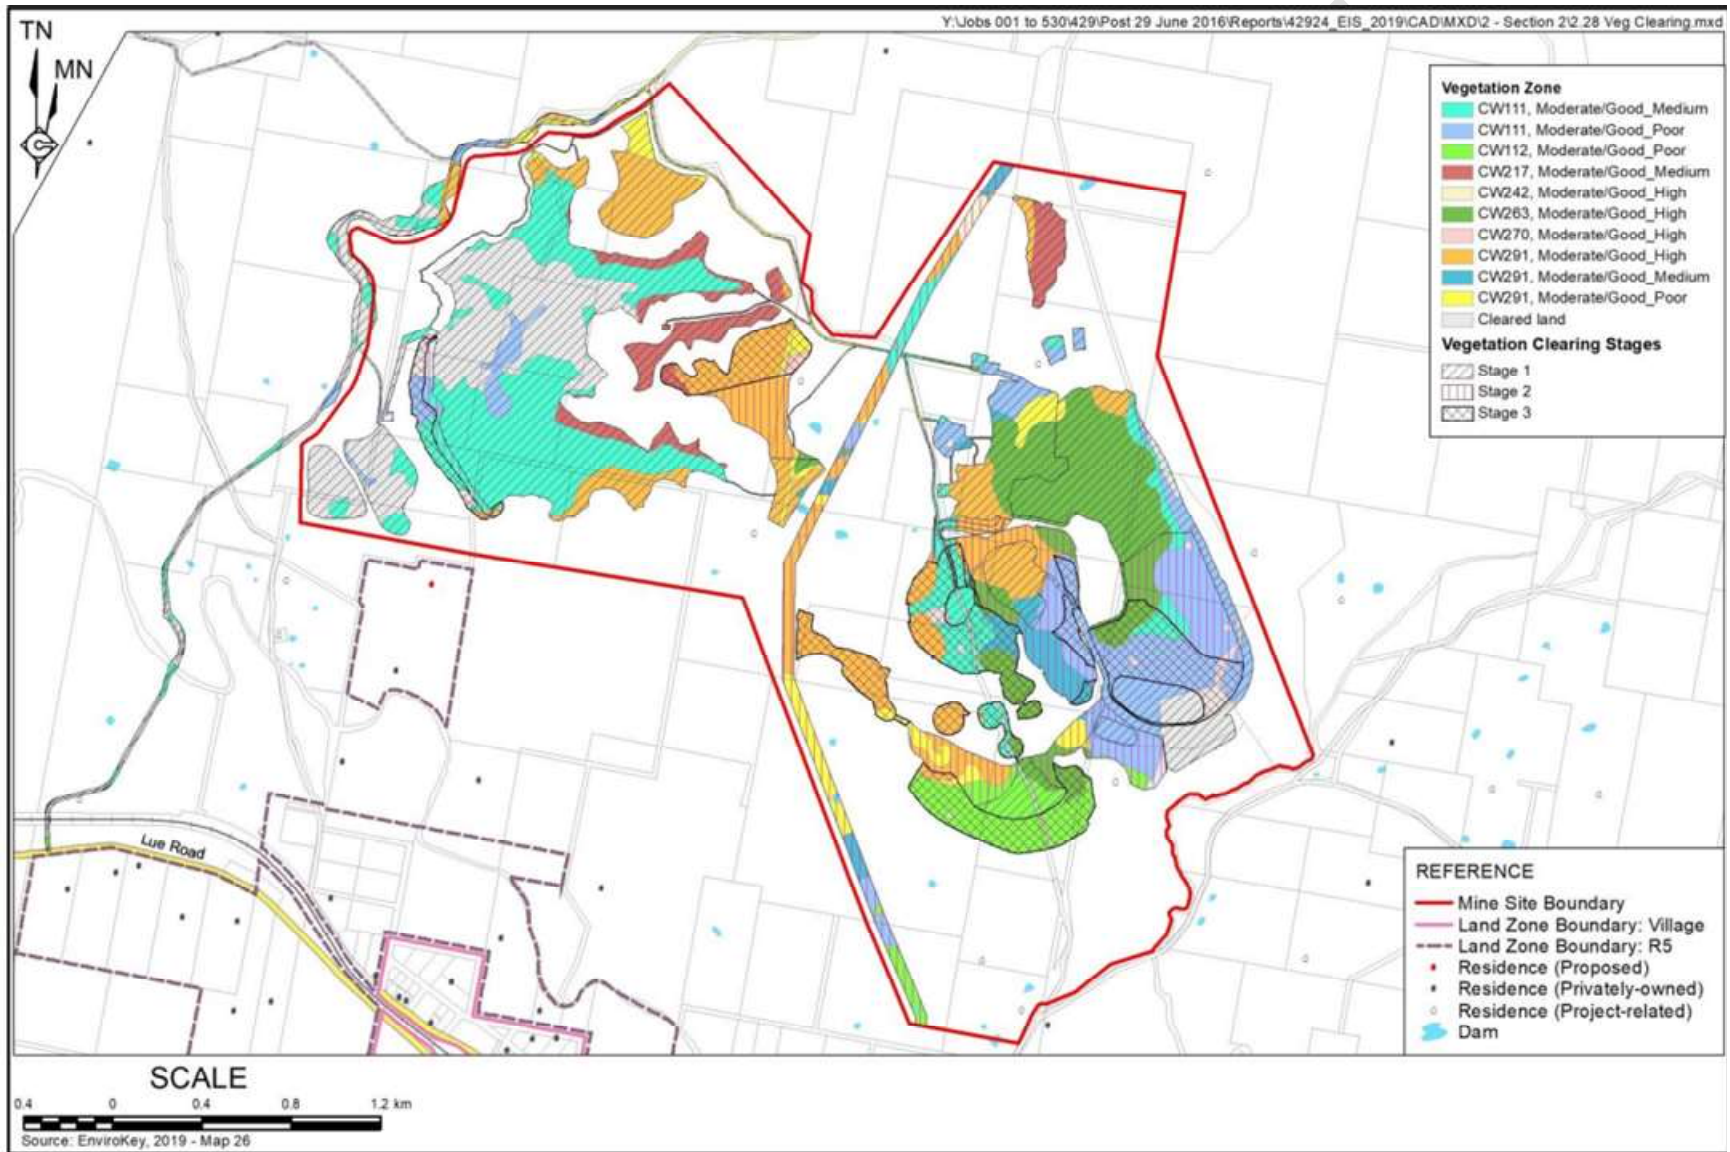 Y:\Jobs 001 to 530\429\Post 29 June 2016\Reports\42924_EIS_2019\CAD\MXD\2 - Section 2\2.28 Veg Clearing.mxd
TN
MN
Vegetation Zone
CW111, Moderate/Good_Medium
CW111, Moderate/Good_Poor
CW112, Moderate/Good_Poor
CW217, Moderate/Good_Medium
CW242, Moderate/Good_High
CW263, Moderate/Good_High
CW270, Moderate/Good_High
CW291, Moderate/Good_High
CW291, Moderate/Good_Medium
CW291, Moderate/Good_Poor
Cleared land
Vegetation Clearing Stages
Stage 1
Stage 2
Stage 3
Lue Road
REFERENCE
Mine Site Boundary
Land Zone Boundary: Village
Land Zone Boundary: R5
Residence (Proposed)
Residence (Privately-owned)
Residence (Project-related)
Dam
SCALE
0.4 0 0.4 0.8 1.2 km
Source: EnviroKey, 2019 - Map 26